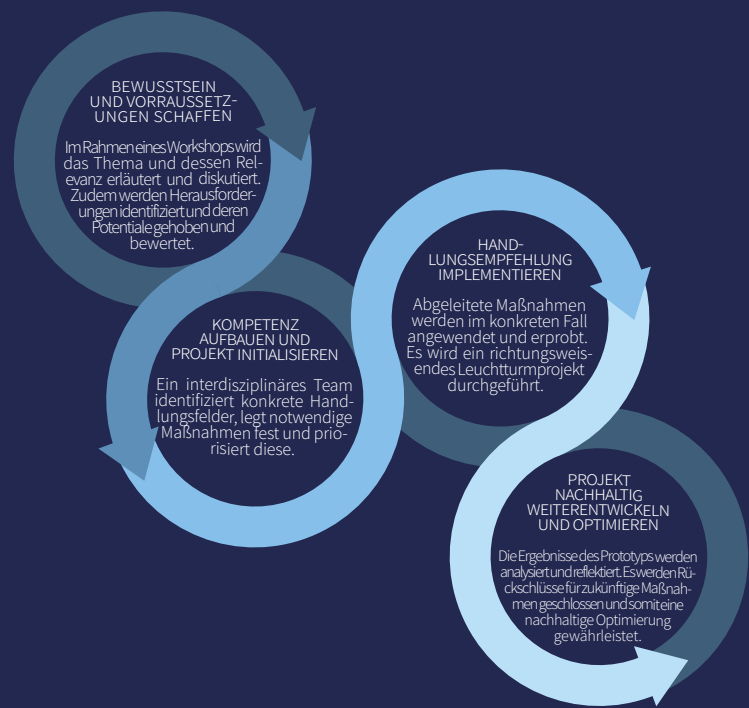 BEWUSSTSEIN
UND VORRAUSSETZ-
UNGEN SCHAFFEN
Im Rahmen eines Workshops wird
das Thema und dessen Rel-
evanz erläutert und diskutiert.
Zudem werden Herausforder-
ungen identifiziert und deren
Potentiale gehoben und
bewertet.
KOMPETENZ
AUFBAUEN UND
PROJEKT INITIALISIEREN
Ein interdisziplinäres Team
identifiziert konkrete Hand-
lungsfelder, legt notwendige
Maßnahmen fest und prio-
risiert diese.
HAND-
LUNGSEMPFEHLUNG
IMPLEMENTIEREN
Abgeleitete Maßnahmen
werden im konkreten Fall
angewendet und erprobt.
Es wird ein richtungsweis-
endes Leuchtturmprojekt
durchgeführt.
PROJEKT
NACHHALTIG
WEITERENTWICKELN
UND OPTIMIEREN
Die Ergebnisse des Prototyps werden
analysiert und reflektiert. Es werden Rü-
ckschlüsse für zukünftige Maßnah-
men geschlossen und somit eine
nachhaltige Optimierung
gewährleistet.